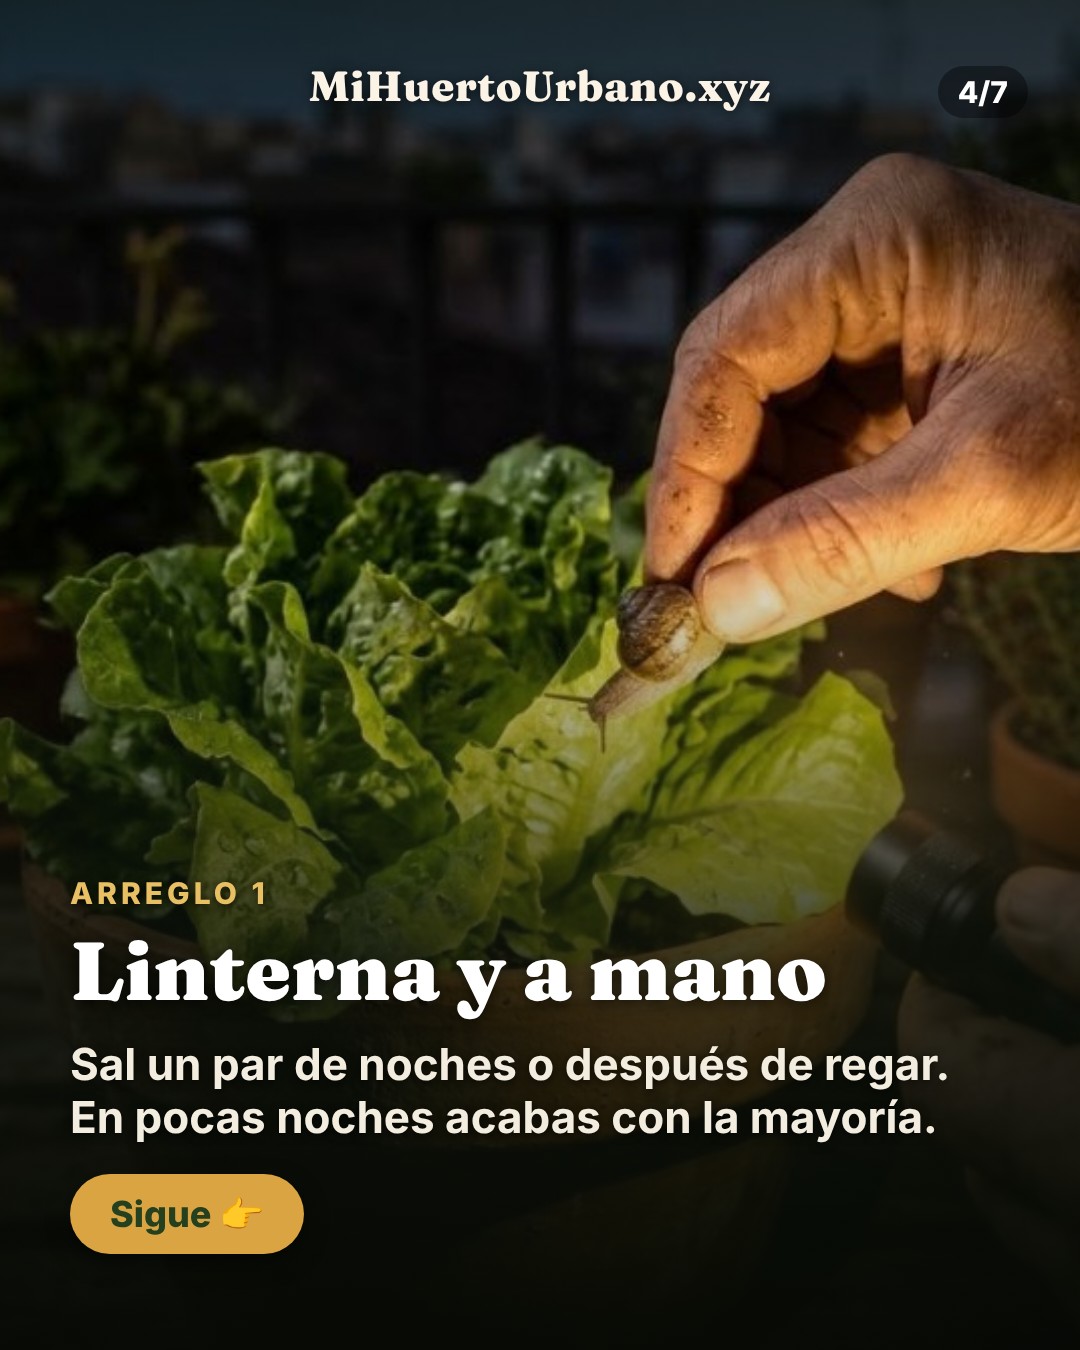 MiHuertoUrbano.xyz
4/7
ARREGLO 1
Linterna y a mano
Sal un par de noches o después de regar.
En pocas noches acabas con la mayoría.
Sigue 👉